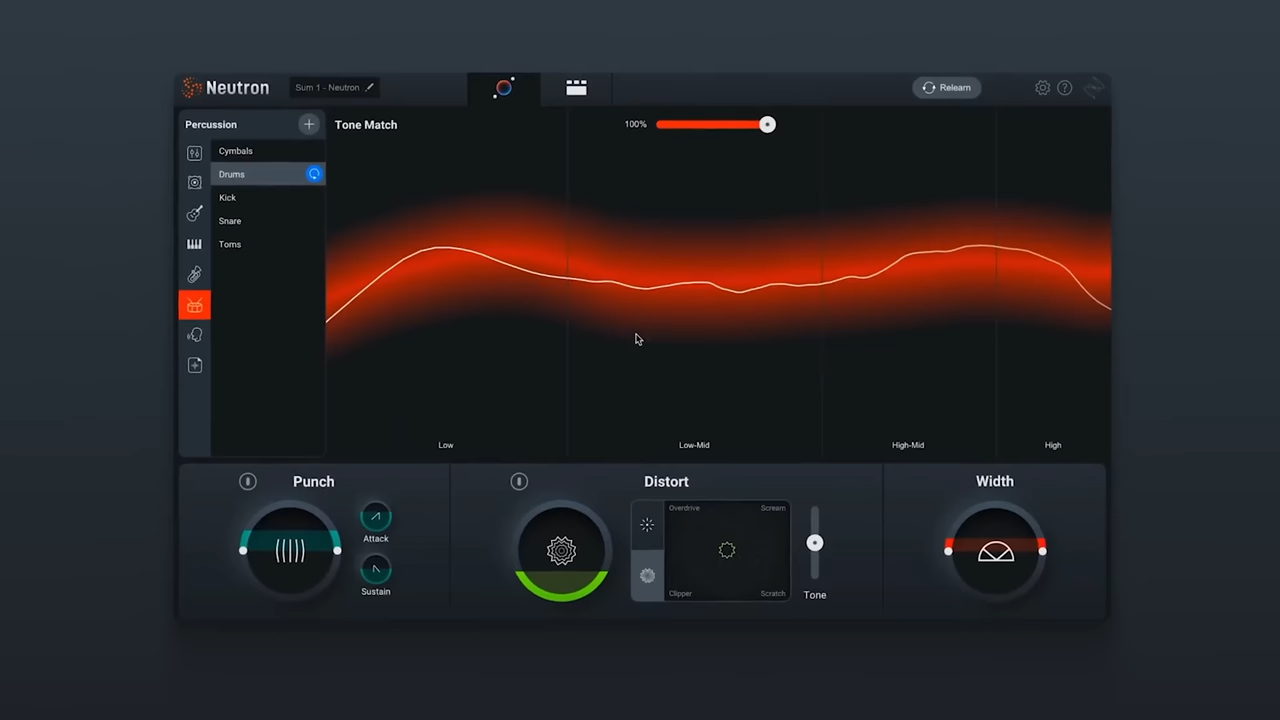 Neutron
Sum 1 - Neutron
Relearn
Percussion
Tone Match
100%
Cymbals
Drums
Kick
Snare
Toms
Low
Low-Mid
High-Mid
High
Punch
Attack
Sustain
Distort
Overdrive
Scream
Clipper
Scratch
Tone
Width